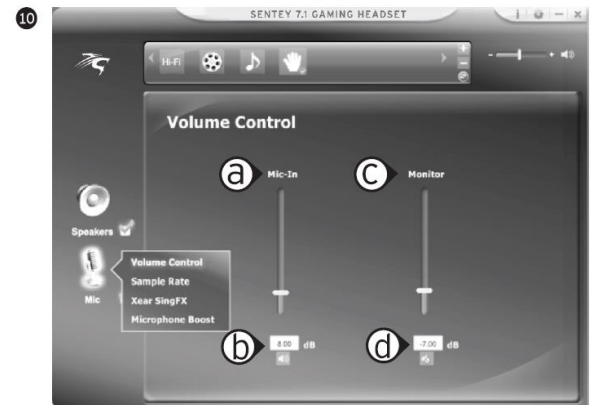 10
SENTEY 7.1 GAMING HEADSET
Hi-Fi
Volume Control
a Mic-In
c Monitor
Speakers
Mic
Volume Control
Sample Rate
Xear SingFX
Microphone Boost
b 8.00 dB
d -7.00 dB